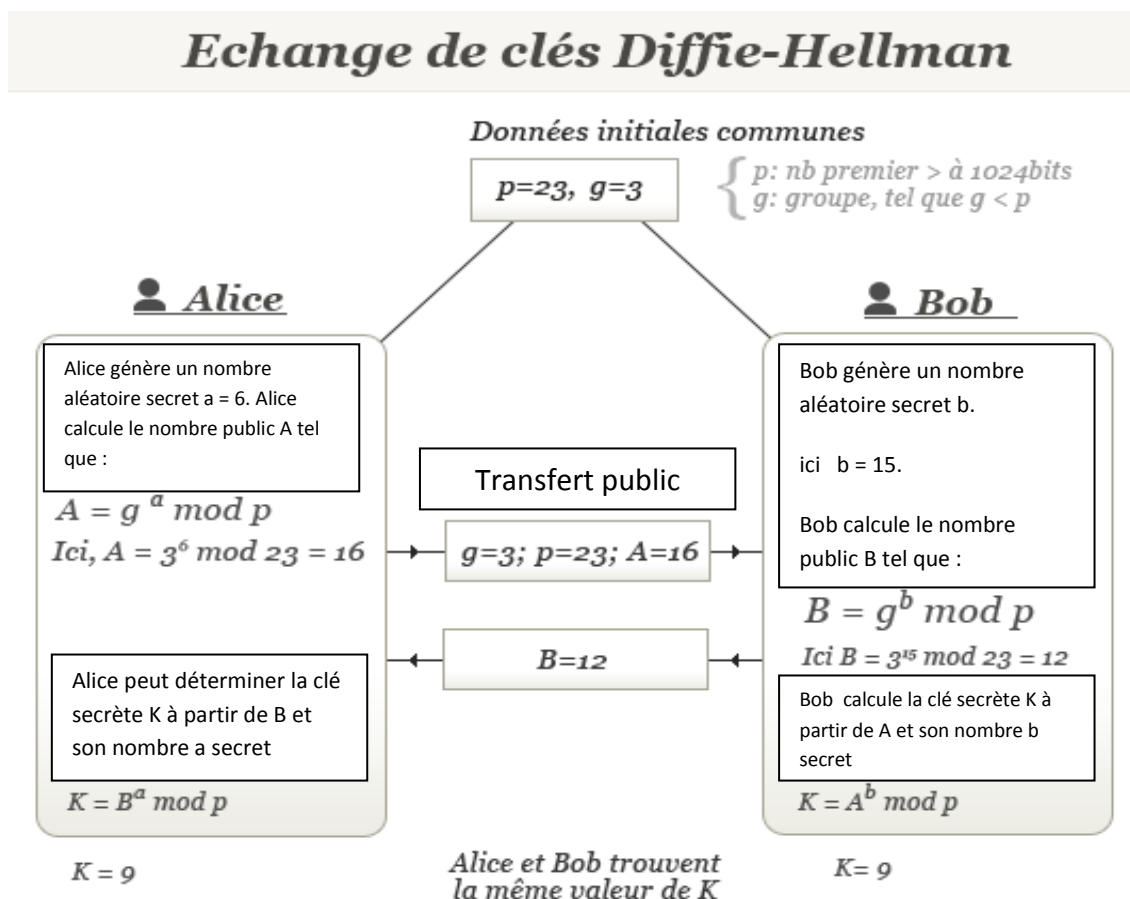 Echange de clés Diffie-Hellman
Données initiales communes
p=23, g=3
p: nb premier > à 1024bits
g: groupe, tel que g < p
Alice
Alice génère un nombre
aléatoire secret a = 6. Alice
calcule le nombre public A tel
que :
A = g ᵃ mod p
Ici, A = 3⁶ mod 23 = 16
Transfert public
g=3; p=23; A=16
Bob
Bob génère un nombre
aléatoire secret b.
ici b = 15.
Bob calcule le nombre
public B tel que :
B = gᵇ mod p
Ici B = 3¹⁵ mod 23 = 12
B=12
Alice peut déterminer la clé
secrète K à partir de B et
son nombre a secret
K = Bᵃ mod p
K = 9
Bob calcule la clé secrète K à
partir de A et son nombre b
secret
K = Aᵇ mod p
K= 9
Alice et Bob trouvent
la même valeur de K